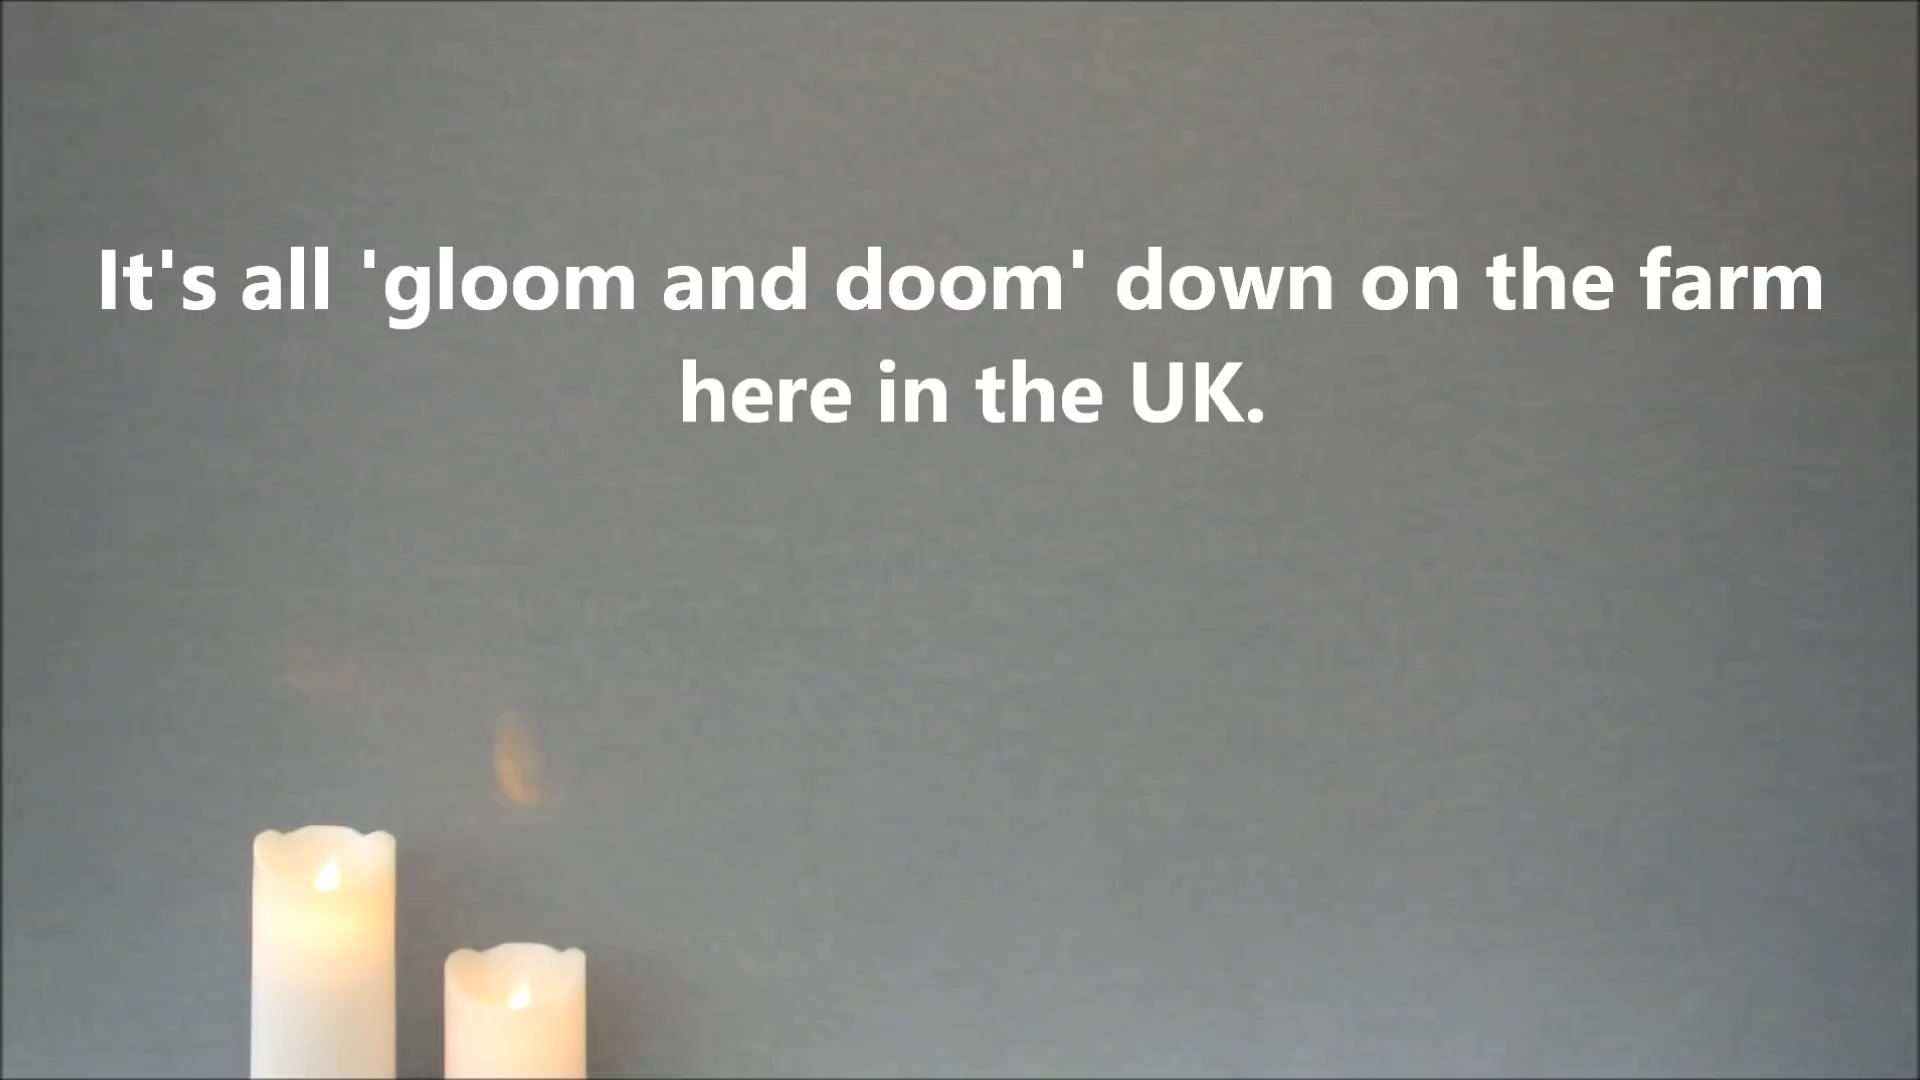 It's all 'gloom and doom' down on the farm
here in the UK.